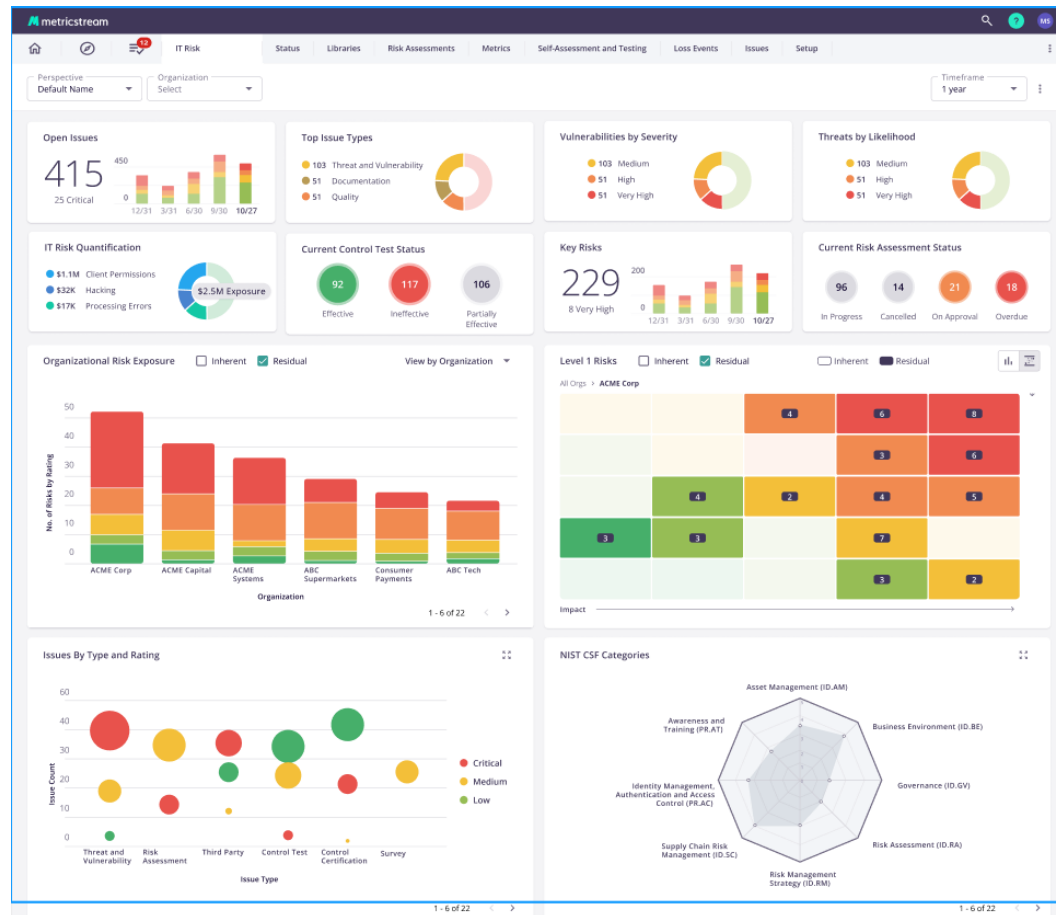 metricstream
?
MS
12
IT Risk
Status
Libraries
Risk Assessments
Metrics
Self-Assessment and Testing
Loss Events
Issues
Setup
Perspective
Default Name
Organization
Select
Timeframe
1 year
Open Issues
415
25 Critical
450
0
12/31
3/31
6/30
9/30
10/27
Top Issue Types
103 Threat and Vulnerability
51 Documentation
51 Quality
Vulnerabilities by Severity
103 Medium
51 High
51 Very High
Threats by Likelihood
103 Medium
51 High
51 Very High
IT Risk Quantification
$1.1M Client Permissions
$32K Hacking
$17K Processing Errors
$2.5M Exposure
Current Control Test Status
92
117
106
Effective
Ineffective
Partially
Effective
Key Risks
229
8 Very High
200
0
12/31
3/31
6/30
9/30
10/27
Current Risk Assessment Status
96
14
21
18
In Progress
Cancelled
On Approval
Overdue
Organizational Risk Exposure
Inherent
Residual
View by Organization
No. of Risks by Rating
50
40
30
20
10
0
ACME Corp
ACME Capital
ACME
Systems
ABC
Supermarkets
Consumer
Payments
ABC Tech
Organization
1 - 6 of 22
Level 1 Risks
Inherent
Residual
Inherent
Residual
All Orgs > ACME Corp
4
6
8
3
6
4
2
4
5
3
3
7
3
2
Impact
Issues By Type and Rating
Issue Count
60
40
30
20
10
0
Threat and
Vulnerability
Risk
Assessment
Third Party
Control Test
Control
Certification
Survey
Issue Type
Critical
Medium
Low
1 - 6 of 22
NIST CSF Categories
Asset Management (ID.AM)
Business Environment (ID.BE)
Governance (ID.GV)
Risk Assessment (ID.RA)
Risk Management
Strategy (ID.RM)
Supply Chain Risk
Management (ID.SC)
Identity Management,
Authentication and Access
Control (PR.AC)
Awareness and
Training (PR.AT)
1 - 6 of 22